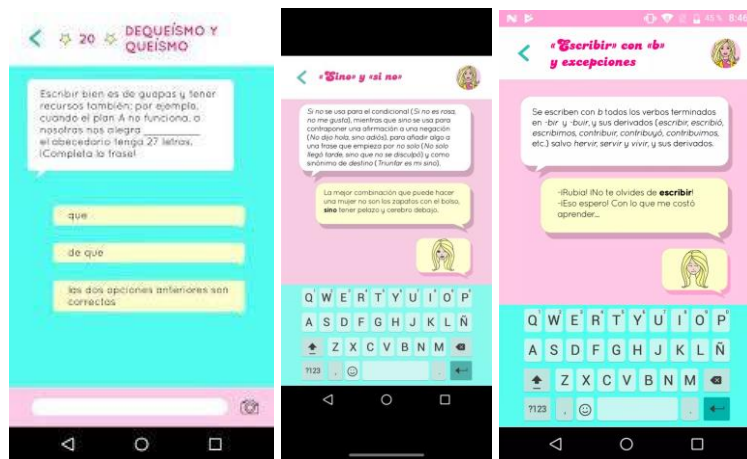 20 DEQUEÍSMO Y
QUEÍSMO
Escribir bien es de guapas y tener
recursos también; por ejemplo,
cuando el plan A no funciona, a
nosotras nos alegra __________
el abecedario tenga 27 letras.
¡Completa la frase!
que
de que
las dos opciones anteriores son
correctas
«Sino» y «si no»
Si no se usa para el condicional (Si no es rosa,
no me gusta), mientras que sino se usa para
contraponer una afirmación a una negación
(No dijo hola, sino adiós), para añadir algo a
una frase que empieza por no solo (No solo
llegó tarde, sino que no se disculpó) y como
sinónimo de destino (Triunfar es mi sino).
La mejor combinación que puede hacer
una mujer no son los zapatos con el bolso,
sino tener pelazo y cerebro debajo.
Q W E R T Y U I O P
A S D F G H J K L Ñ
Z X C V B N M
?123 , .
45% 8:46
«Escribir» con «b»
y excepciones
Se escriben con b todos los verbos terminados
en -bir y -buir, y sus derivados (escribir, escribió,
escribimos, contribuir, contribuyó, contribuimos,
etc.) salvo hervir, servir y vivir, y sus derivados.
-¡Rubia! ¡No te olvides de escribir!
-¡Eso espero! Con lo que me costó
aprender...
Q W E R T Y U I O P
A S D F G H J K L Ñ
Z X C V B N M
?123 , .